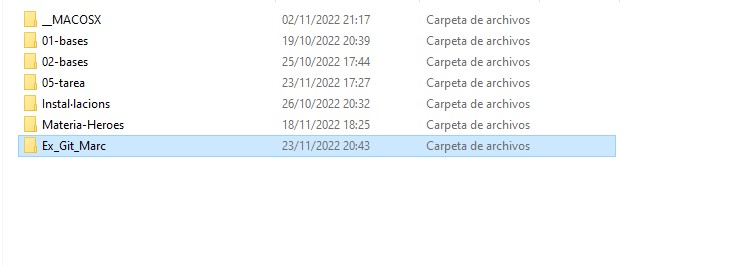 __MACOSX 02/11/2022 21:17 Carpeta de archivos
01-bases 19/10/2022 20:39 Carpeta de archivos
02-bases 25/10/2022 17:44 Carpeta de archivos
05-tarea 23/11/2022 17:27 Carpeta de archivos
Instal·lacions 26/10/2022 20:32 Carpeta de archivos
Materia-Heroes 18/11/2022 18:25 Carpeta de archivos
Ex_Git_Marc 23/11/2022 20:43 Carpeta de archivos